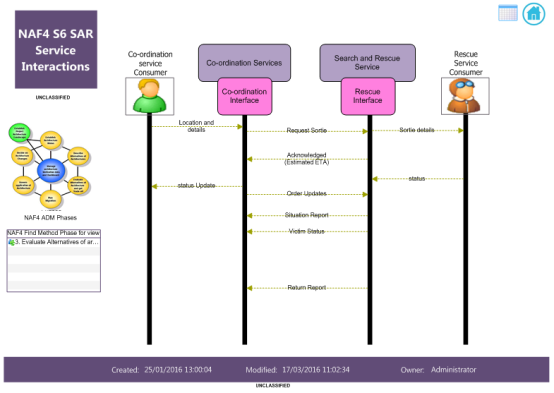 NAF4 S6 SAR
Service
Interactions
UNCLASSIFIED
Co-ordination
service
Consumer
Co-ordination Services
Search and Rescue
Service
Rescue
Service
Consumer
Co-ordination
Interface
Rescue
Interface
Location and
details
Request Sortie
Sortie details
Acknowledged
(Estimated ETA)
status
status Update
Order Updates
Situation Report
Victim Status
Return Report
NAF4 ADM Phases
NAF4 Find Method Phase for view
3. Evaluate Alternatives of ar...
Created: 25/01/2016 13:00:04
Modified: 17/03/2016 11:02:34
Owner: Administrator
UNCLASSIFIED